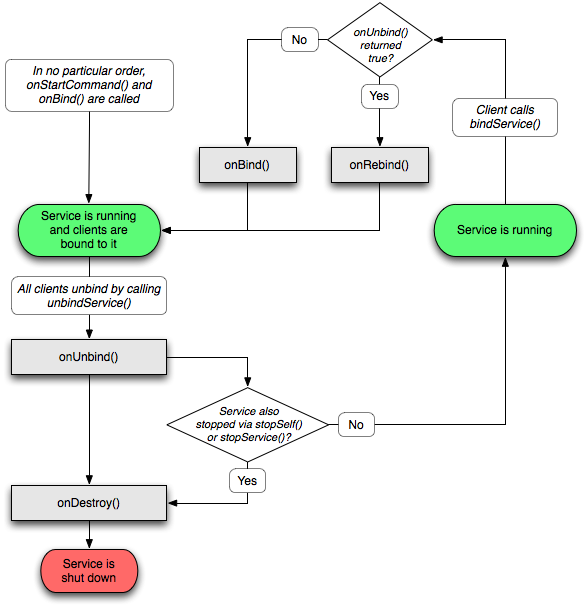 onUnbind()
returned
true?
No
In no particular order,
onStartCommand() and
onBind() are called
Yes
Client calls
bindService()
onBind()
onRebind()
Service is running
and clients are
bound to it
Service is running
All clients unbind by calling
unbindService()
onUnbind()
Service also
stopped via stopSelf()
or stopService()?
No
Yes
onDestroy()
Service is
shut down